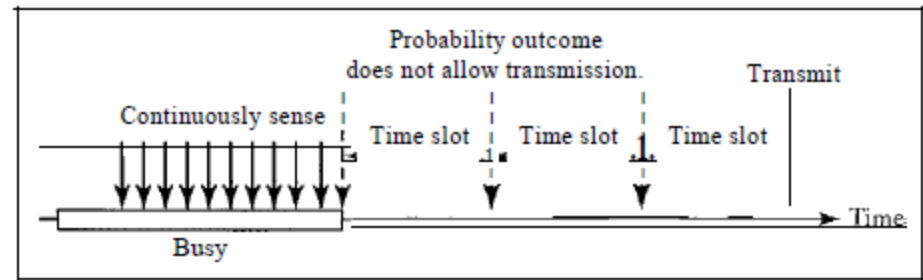 Probability outcome
does not allow transmission.
Transmit
Continuously sense
Time slot
Time slot
Time slot
Time
Busy